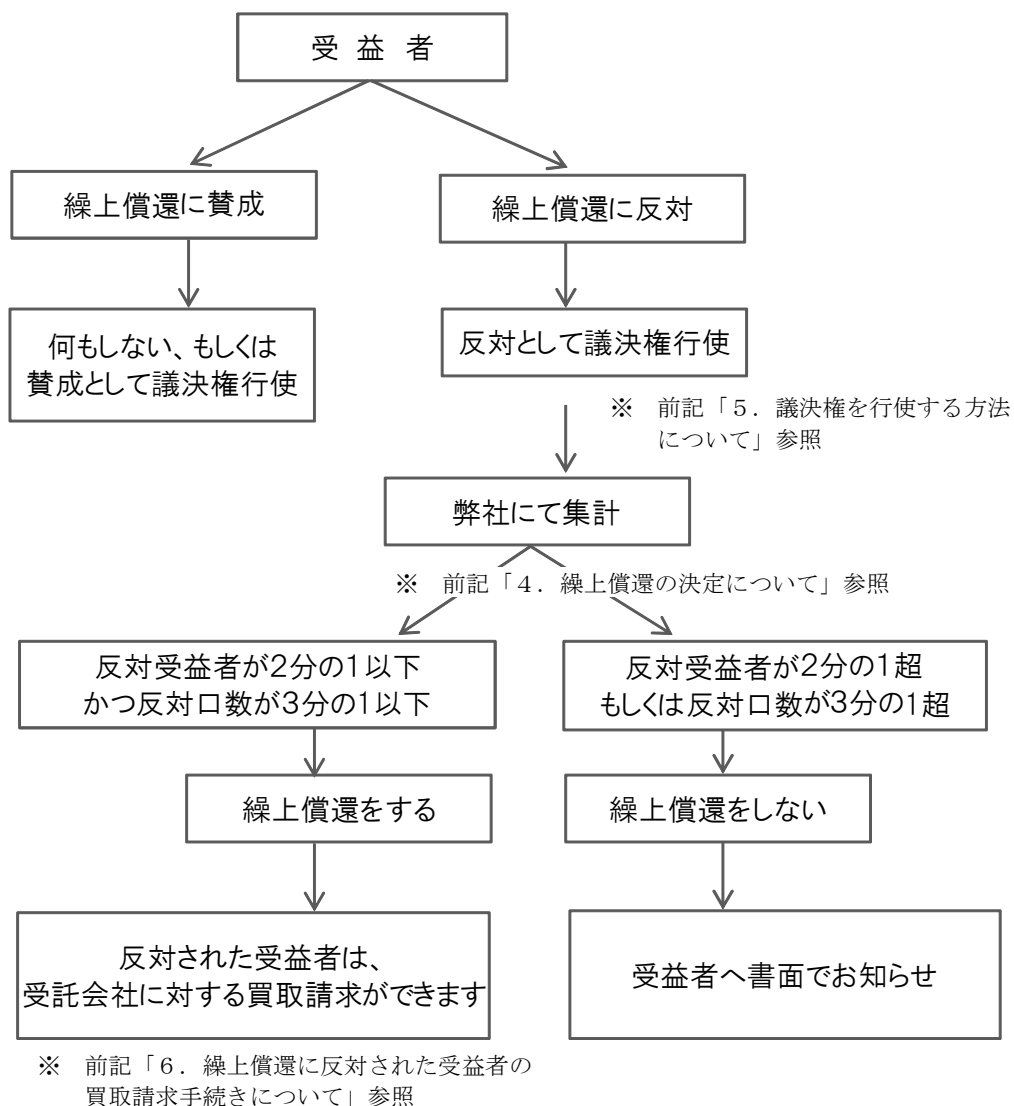 受 益 者
繰上償還に賛成
繰上償還に反対
何もしない、もしくは
賛成として議決権行使
反対として議決権行使
※ 前記「５．議決権を行使する方法
について」参照
弊社にて集計
※ 前記「４．繰上償還の決定について」参照
反対受益者が2分の1以下
かつ反対口数が3分の1以下
反対受益者が2分の1超
もしくは反対口数が3分の1超
繰上償還をする
繰上償還をしない
反対された受益者は、
受託会社に対する買取請求ができます
受益者へ書面でお知らせ
※ 前記「６．繰上償還に反対された受益者の
買取請求手続きについて」参照